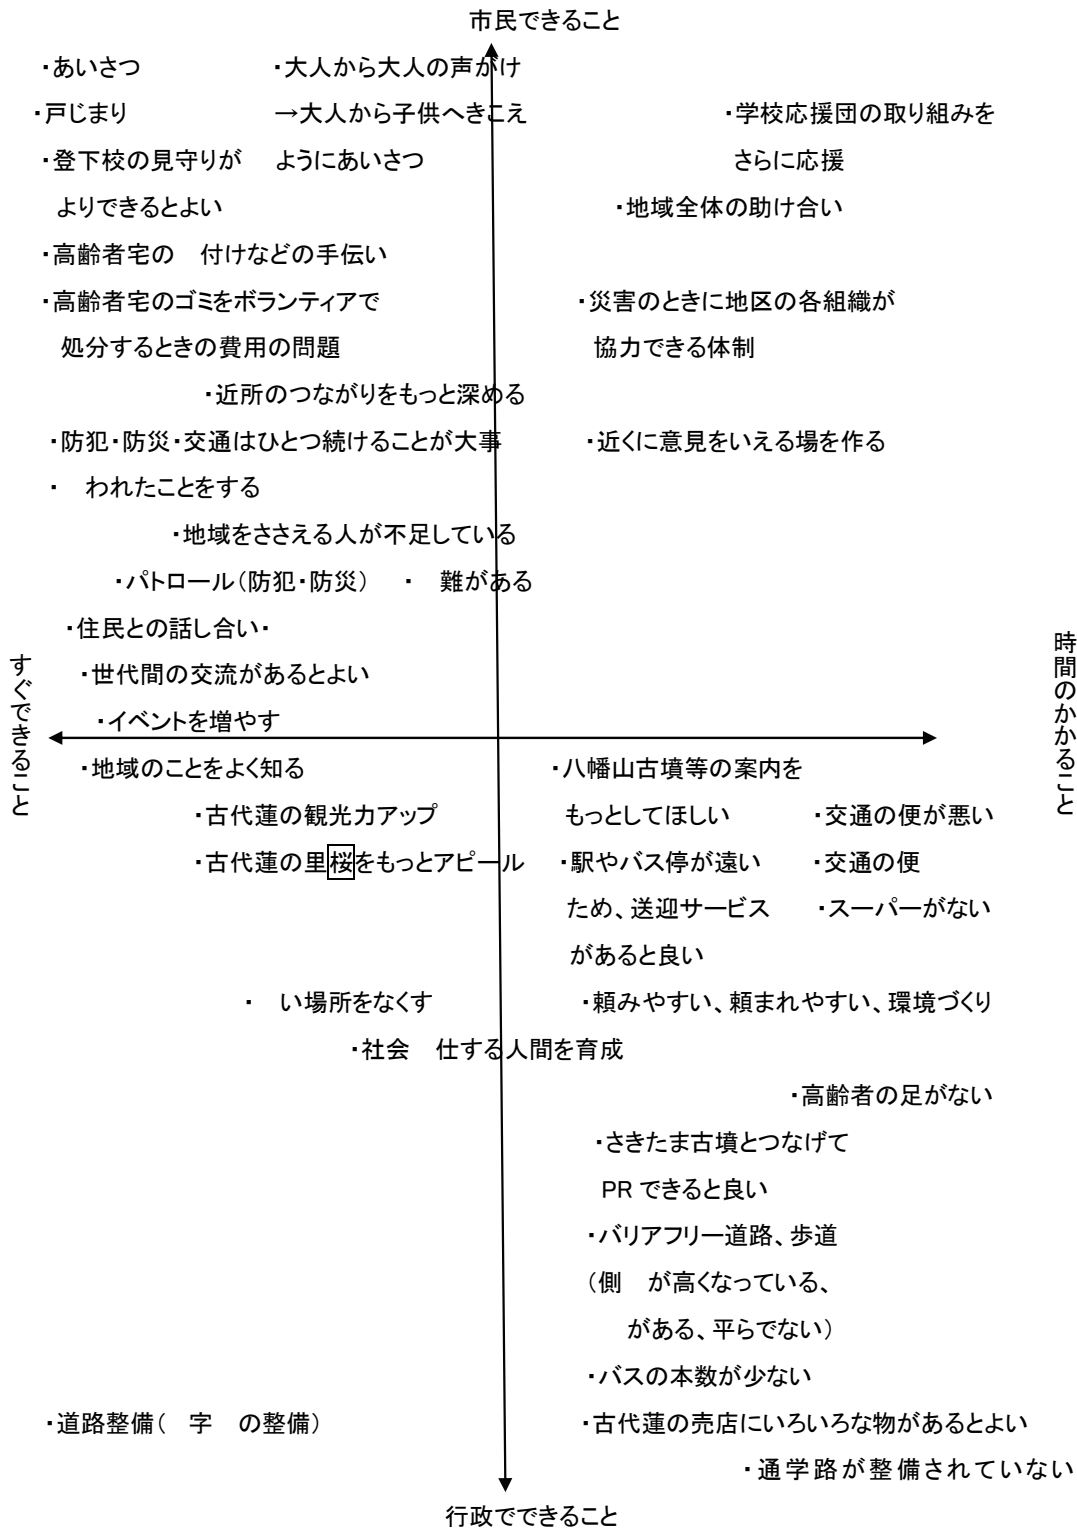 市民できること
・あいさつ　・大人から大人の声がけ
・戸じまり　→大人から子供へきこえ　・学校応援団の取り組みを
・登下校の見守りが　ようにあいさつ　さらに応援
よりできるとよい　・地域全体の助け合い
・高齢者宅の　付けなどの手伝い
・高齢者宅のゴミをボランティアで　・災害のときに地区の各組織が
処分するときの費用の問題　協力できる体制
・近所のつながりをもっと深める
・防犯・防災・交通はひとつ続けることが大事　・近くに意見をいえる場を作る
・　われたことをする
・地域をささえる人が不足している
・パトロール（防犯・防災）　・　難がある
・住民との話し合い・
・世代間の交流があるとよい
・イベントを増やす
すぐできること
時間のかかること
・地域のことをよく知る　・八幡山古墳等の案内を
・古代蓮の観光力アップ　もっとしてほしい　・交通の便が悪い
・古代蓮の里桜をもっとアピール　・駅やバス停が遠い　・交通の便
ため、送迎サービス　・スーパーがない
があると良い
・　い場所をなくす　・頼みやすい、頼まれやすい、環境づくり
・社会　仕する人間を育成
・高齢者の足がない
・さきたま古墳とつなげて
PR できると良い
・バリアフリー道路、歩道
（側　が高くなっている、
がある、平らでない）
・バスの本数が少ない
・道路整備（　字　の整備）　・古代蓮の売店にいろいろな物があるとよい
・通学路が整備されていない
行政でできること